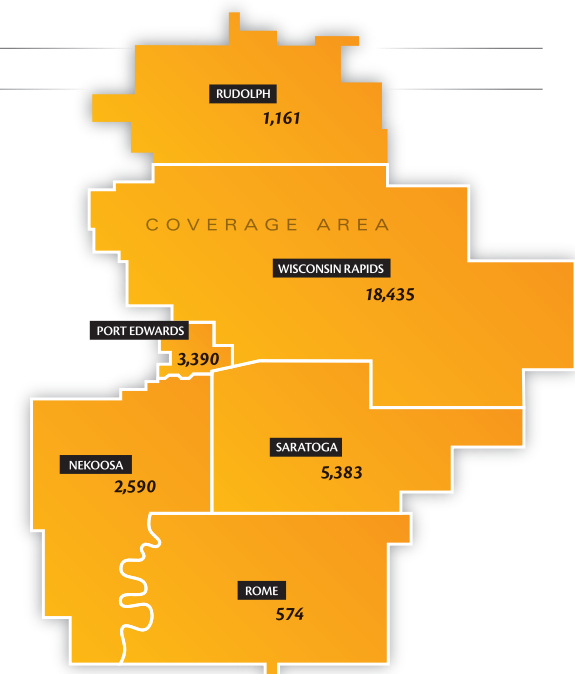 RUDOLPH
1,161
COVERAGE AREA
WISCONSIN RAPIDS
18,435
PORT EDWARDS
3,390
SARATOGA
5,383
NEKOOSA
2,590
ROME
574